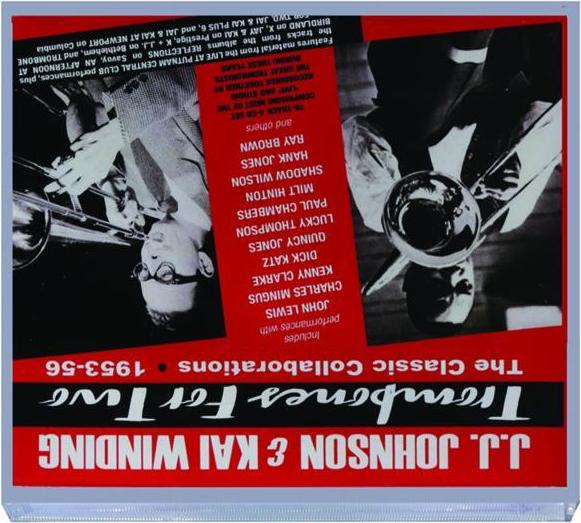 J.J. JOHNSON & KAI WINDING
Trombones For Two
The Classic Collaborations • 1953-56
Includes
performances with
JOHN LEWIS
CHARLES MINGUS
KENNY CLARKE
DICK KATZ
QUINCY JONES
LUCKY THOMPSON
PAUL CHAMBERS
MILT HINTON
SHADOW WILSON
HANK JONES
RAY BROWN
and others
75-TRACK 4-CD SET
COMPRISING MOST OF THE
"LIVE" AND STUDIO
RECORDINGS TOGETHER BY
THE GREAT TROMBONISTS
DURING THESE YEARS
Features material from the LIVE AT PUTNAM CENTRAL CLUB performances, plus
the tracks from the albums REFLECTIONS on Savoy, AN AFTERNOON AT
BIRDLAND on X, JAY & KAI on Prestige, K + J.J. on Bethlehem, and TROMBONE
FOR TWO, JAI & KAI PLUS 6, and JAY & KAI AT NEWPORT on Columbia